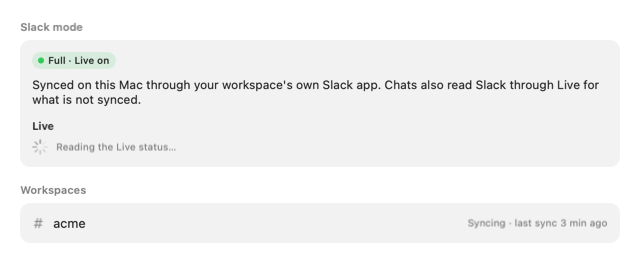 Slack mode
Full · Live on
Synced on this Mac through your workspace's own Slack app. Chats also read Slack through Live for
what is not synced.
Live
Reading the Live status...
Workspaces
# acme
Syncing · last sync 3 min ago